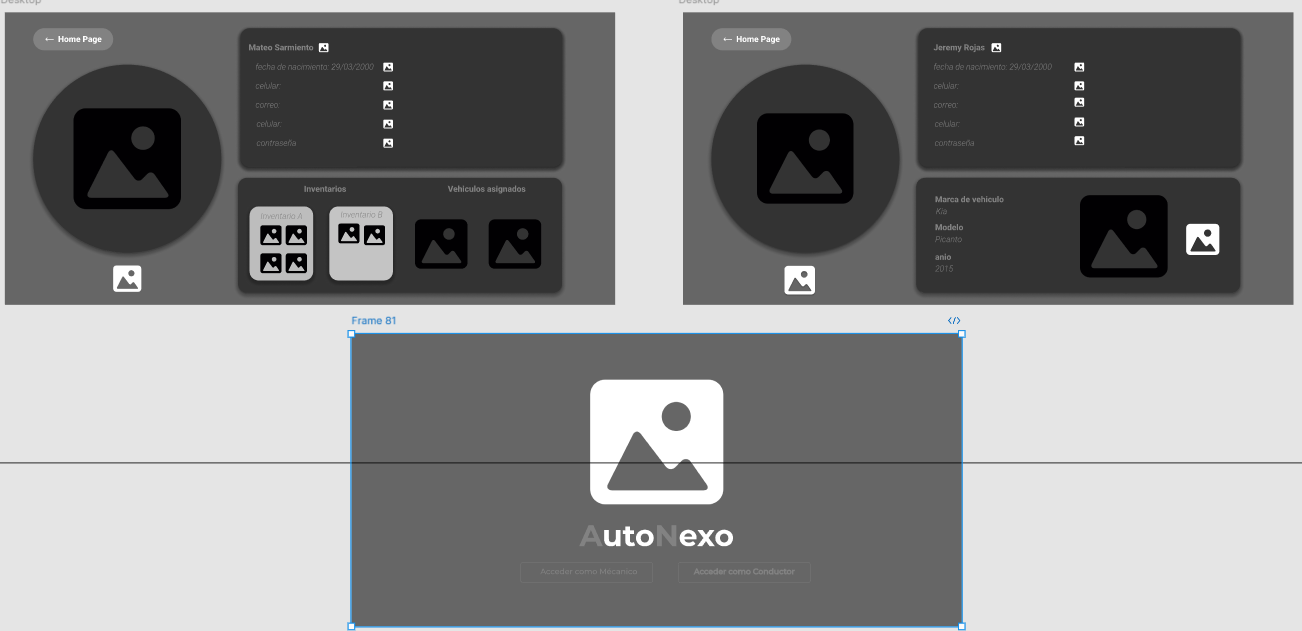 Desktop
← Home Page
Mateo Sarmiento
fecha de nacimiento: 29/03/2000
celular:
correo:
celular:
contraseña
Inventarios
Vehiculos asignados
Inventario A
Inventario B
Desktop
← Home Page
Jeremy Rojas
fecha de nacimiento: 29/03/2000
celular:
correo:
celular:
contraseña
Marca de vehiculo
Kia
Modelo
Picanto
anio
2015
Frame 81
</>
AutoNexo
Acceder como Mécanico
Acceder como Conductor